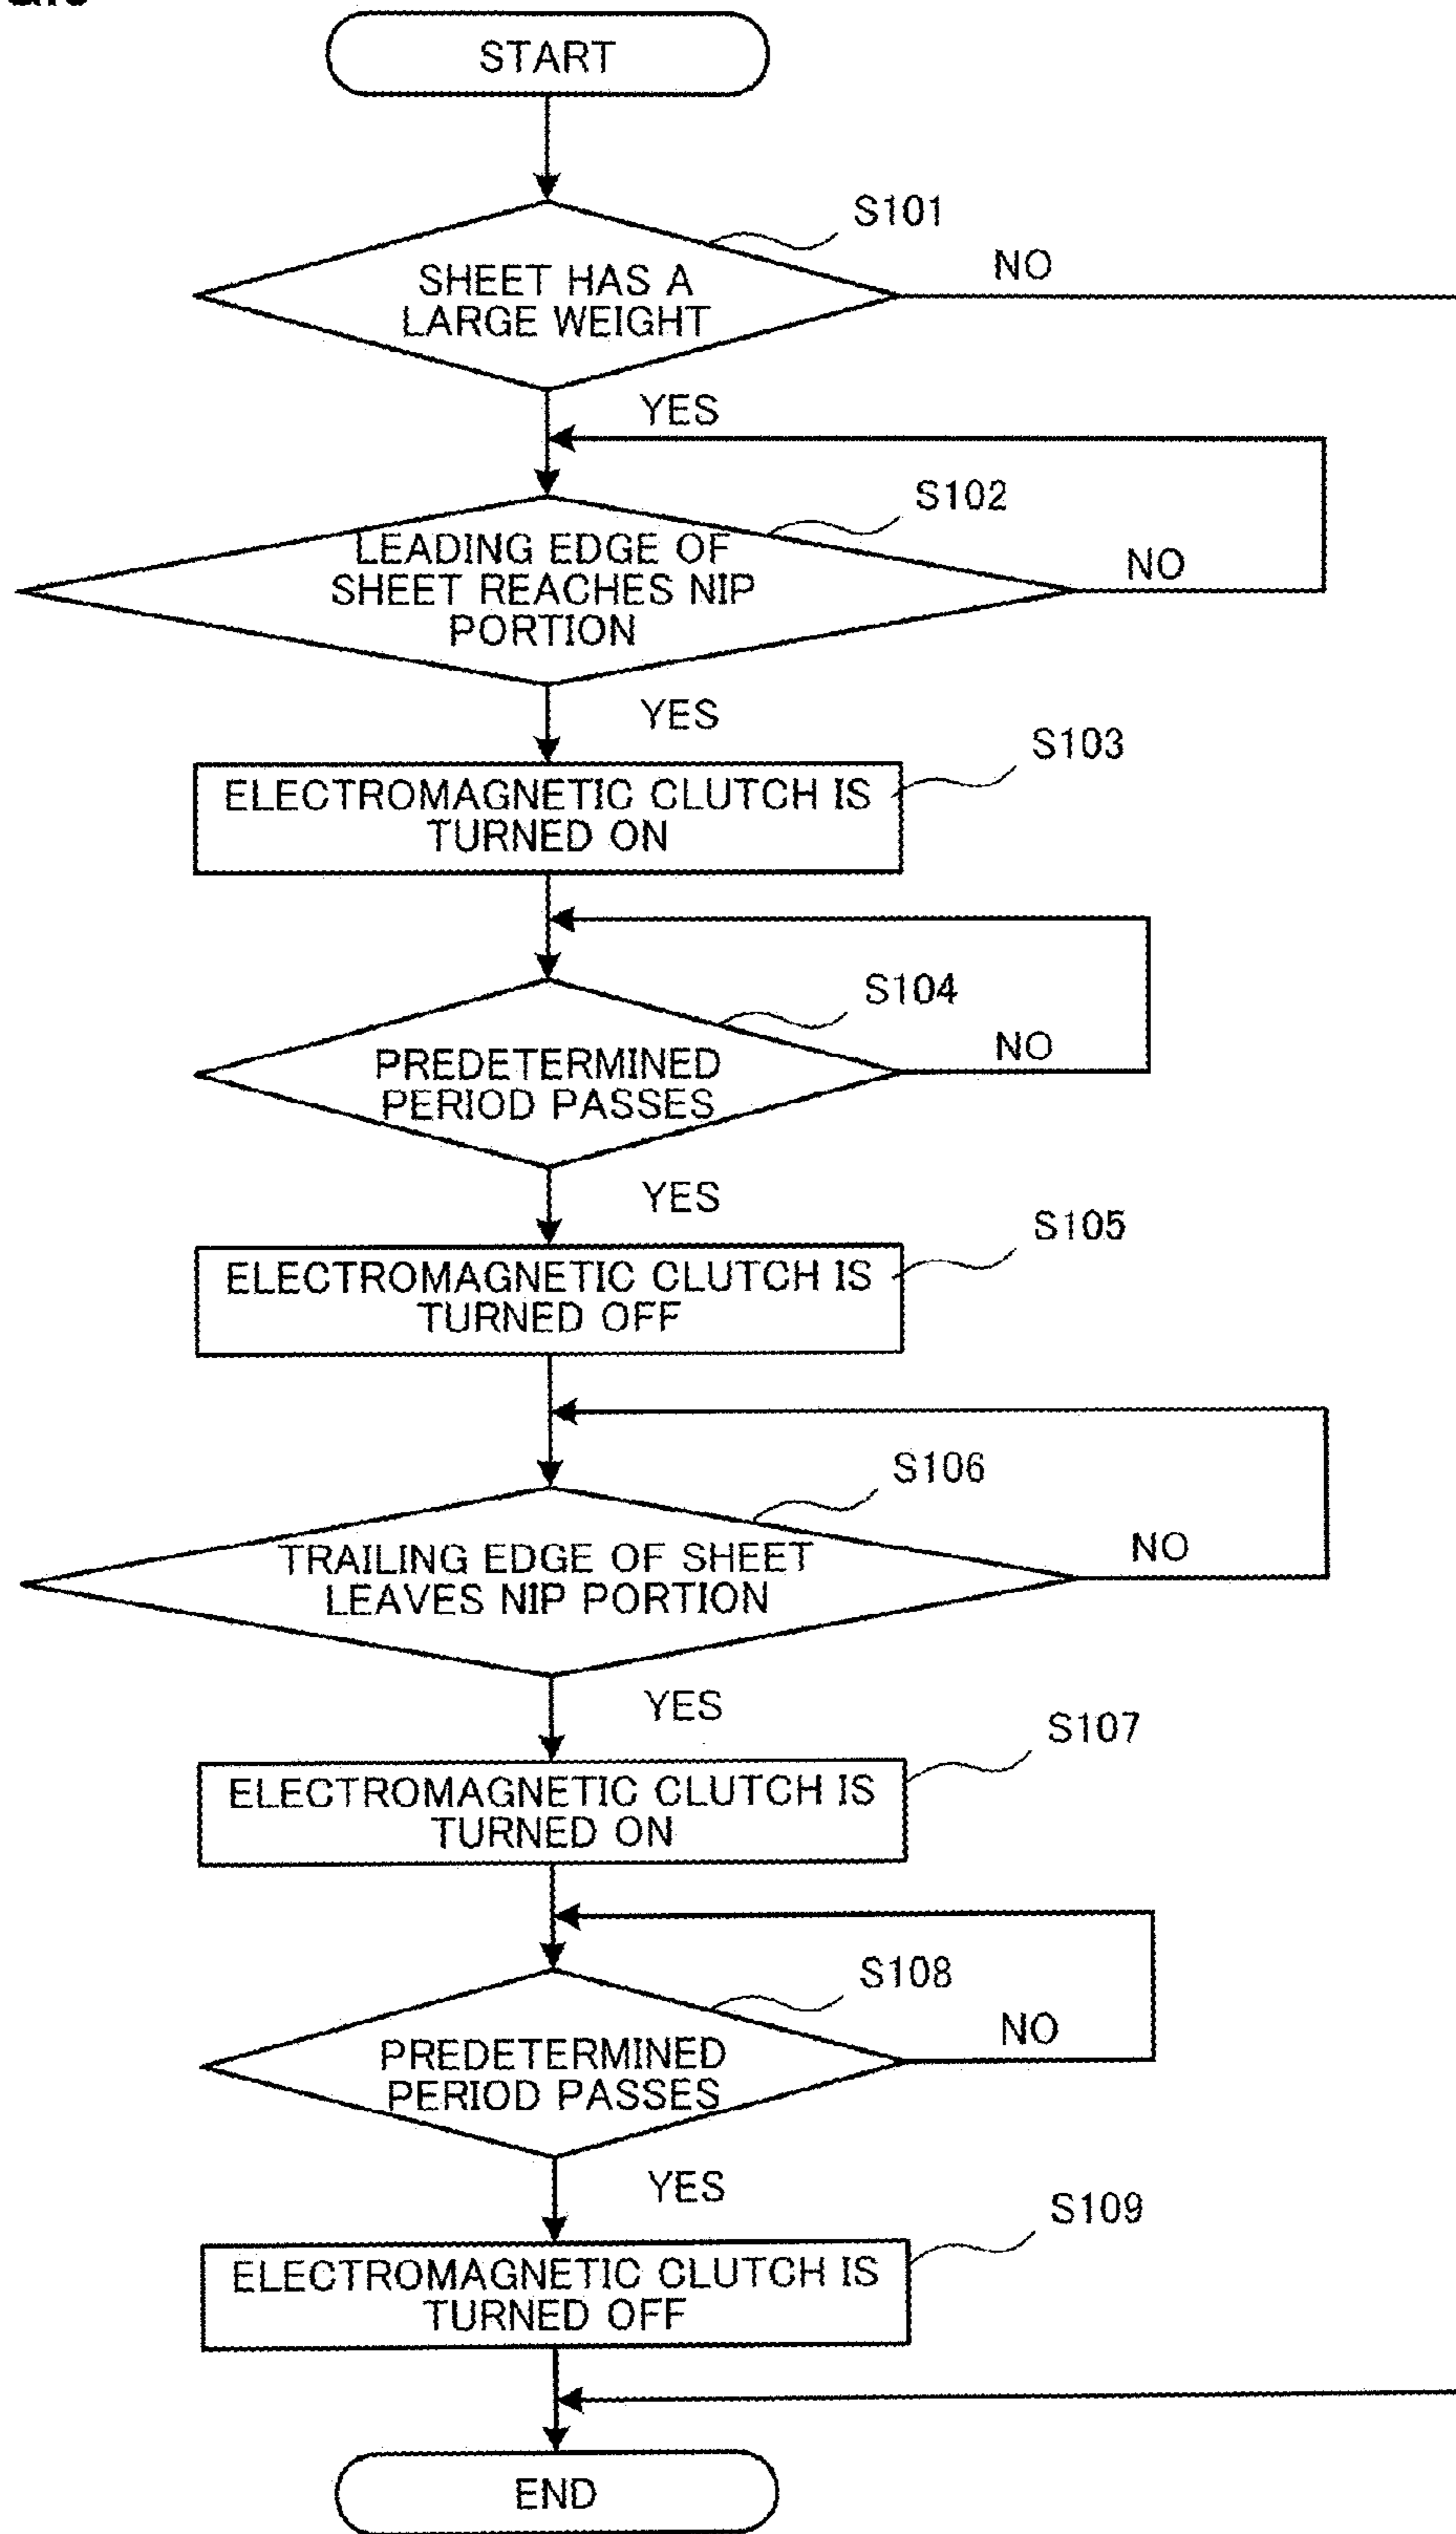 START
S101
SHEET HAS A
LARGE WEIGHT
NO
YES
S102
LEADING EDGE OF
SHEET REACHES NIP
PORTION
NO
YES
S103
ELECTROMAGNETIC CLUTCH IS
TURNED ON
S104
PREDETERMINED
PERIOD PASSES
NO
YES
S105
ELECTROMAGNETIC CLUTCH IS
TURNED OFF
S106
TRAILING EDGE OF SHEET
LEAVES NIP PORTION
NO
YES
S107
ELECTROMAGNETIC CLUTCH IS
TURNED ON
S108
PREDETERMINED
PERIOD PASSES
NO
YES
S109
ELECTROMAGNETIC CLUTCH IS
TURNED OFF
END